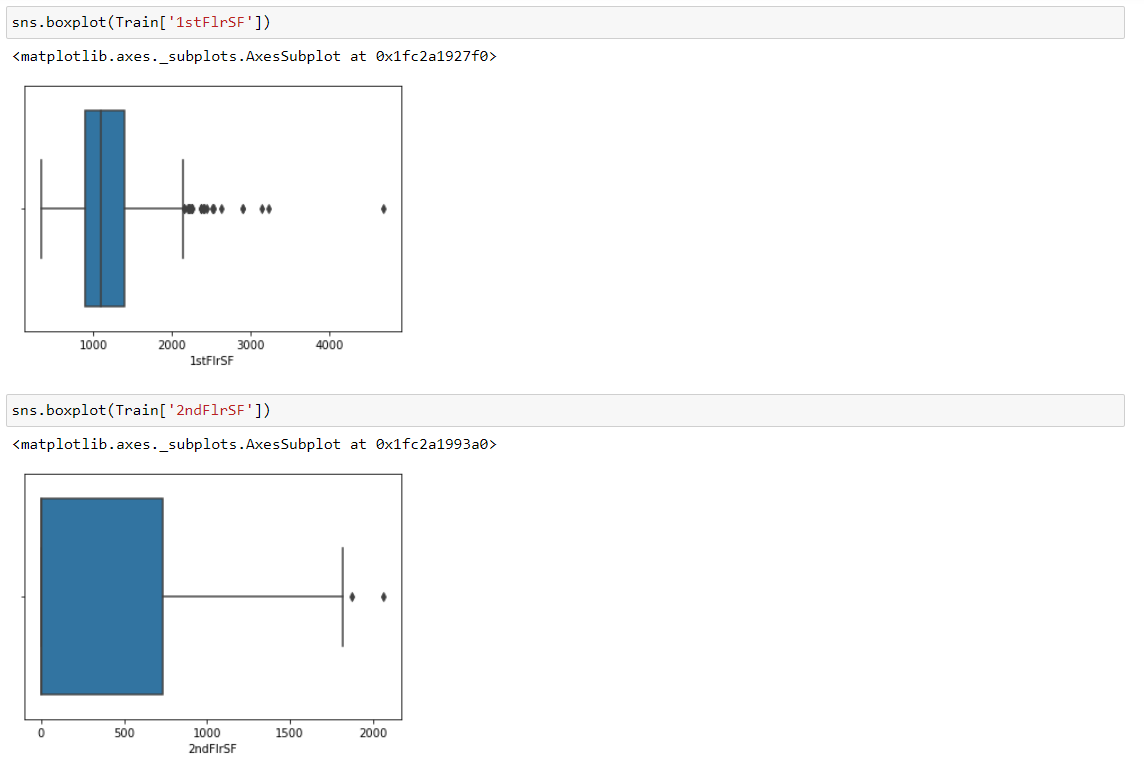 sns.boxplot(Train['1stFlrSF'])
<matplotlib.axes._subplots.AxesSubplot at 0x1fc2a1927f0>
1000 2000 3000 4000
1stFlrSF
sns.boxplot(Train['2ndFlrSF'])
<matplotlib.axes._subplots.AxesSubplot at 0x1fc2a1993a0>
0 500 1000 1500 2000
2ndFlrSF